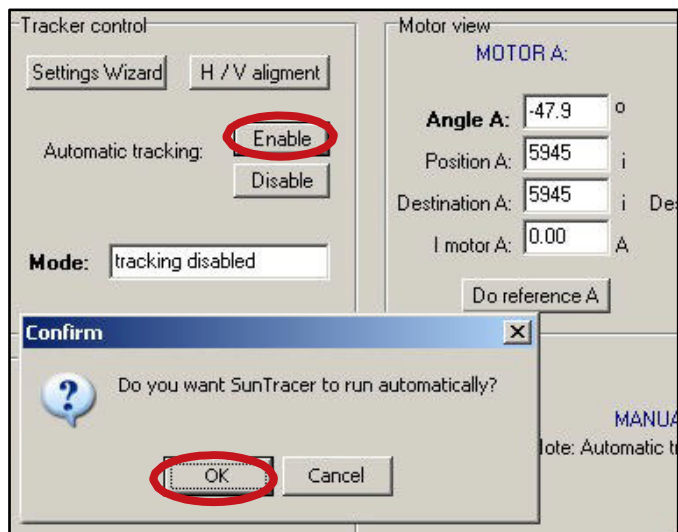 Tracker control
Settings Wizard
H / V aligment
Automatic tracking:
Enable
Disable
Mode:
tracking disabled
Motor view
MOTOR A:
Angle A:
-47.9
o
Position A:
5945
i
Destination A:
5945
i
I motor A:
0.00
A
Do reference A
Confirm
Do you want SunTracer to run automatically?
OK
Cancel
Automatic